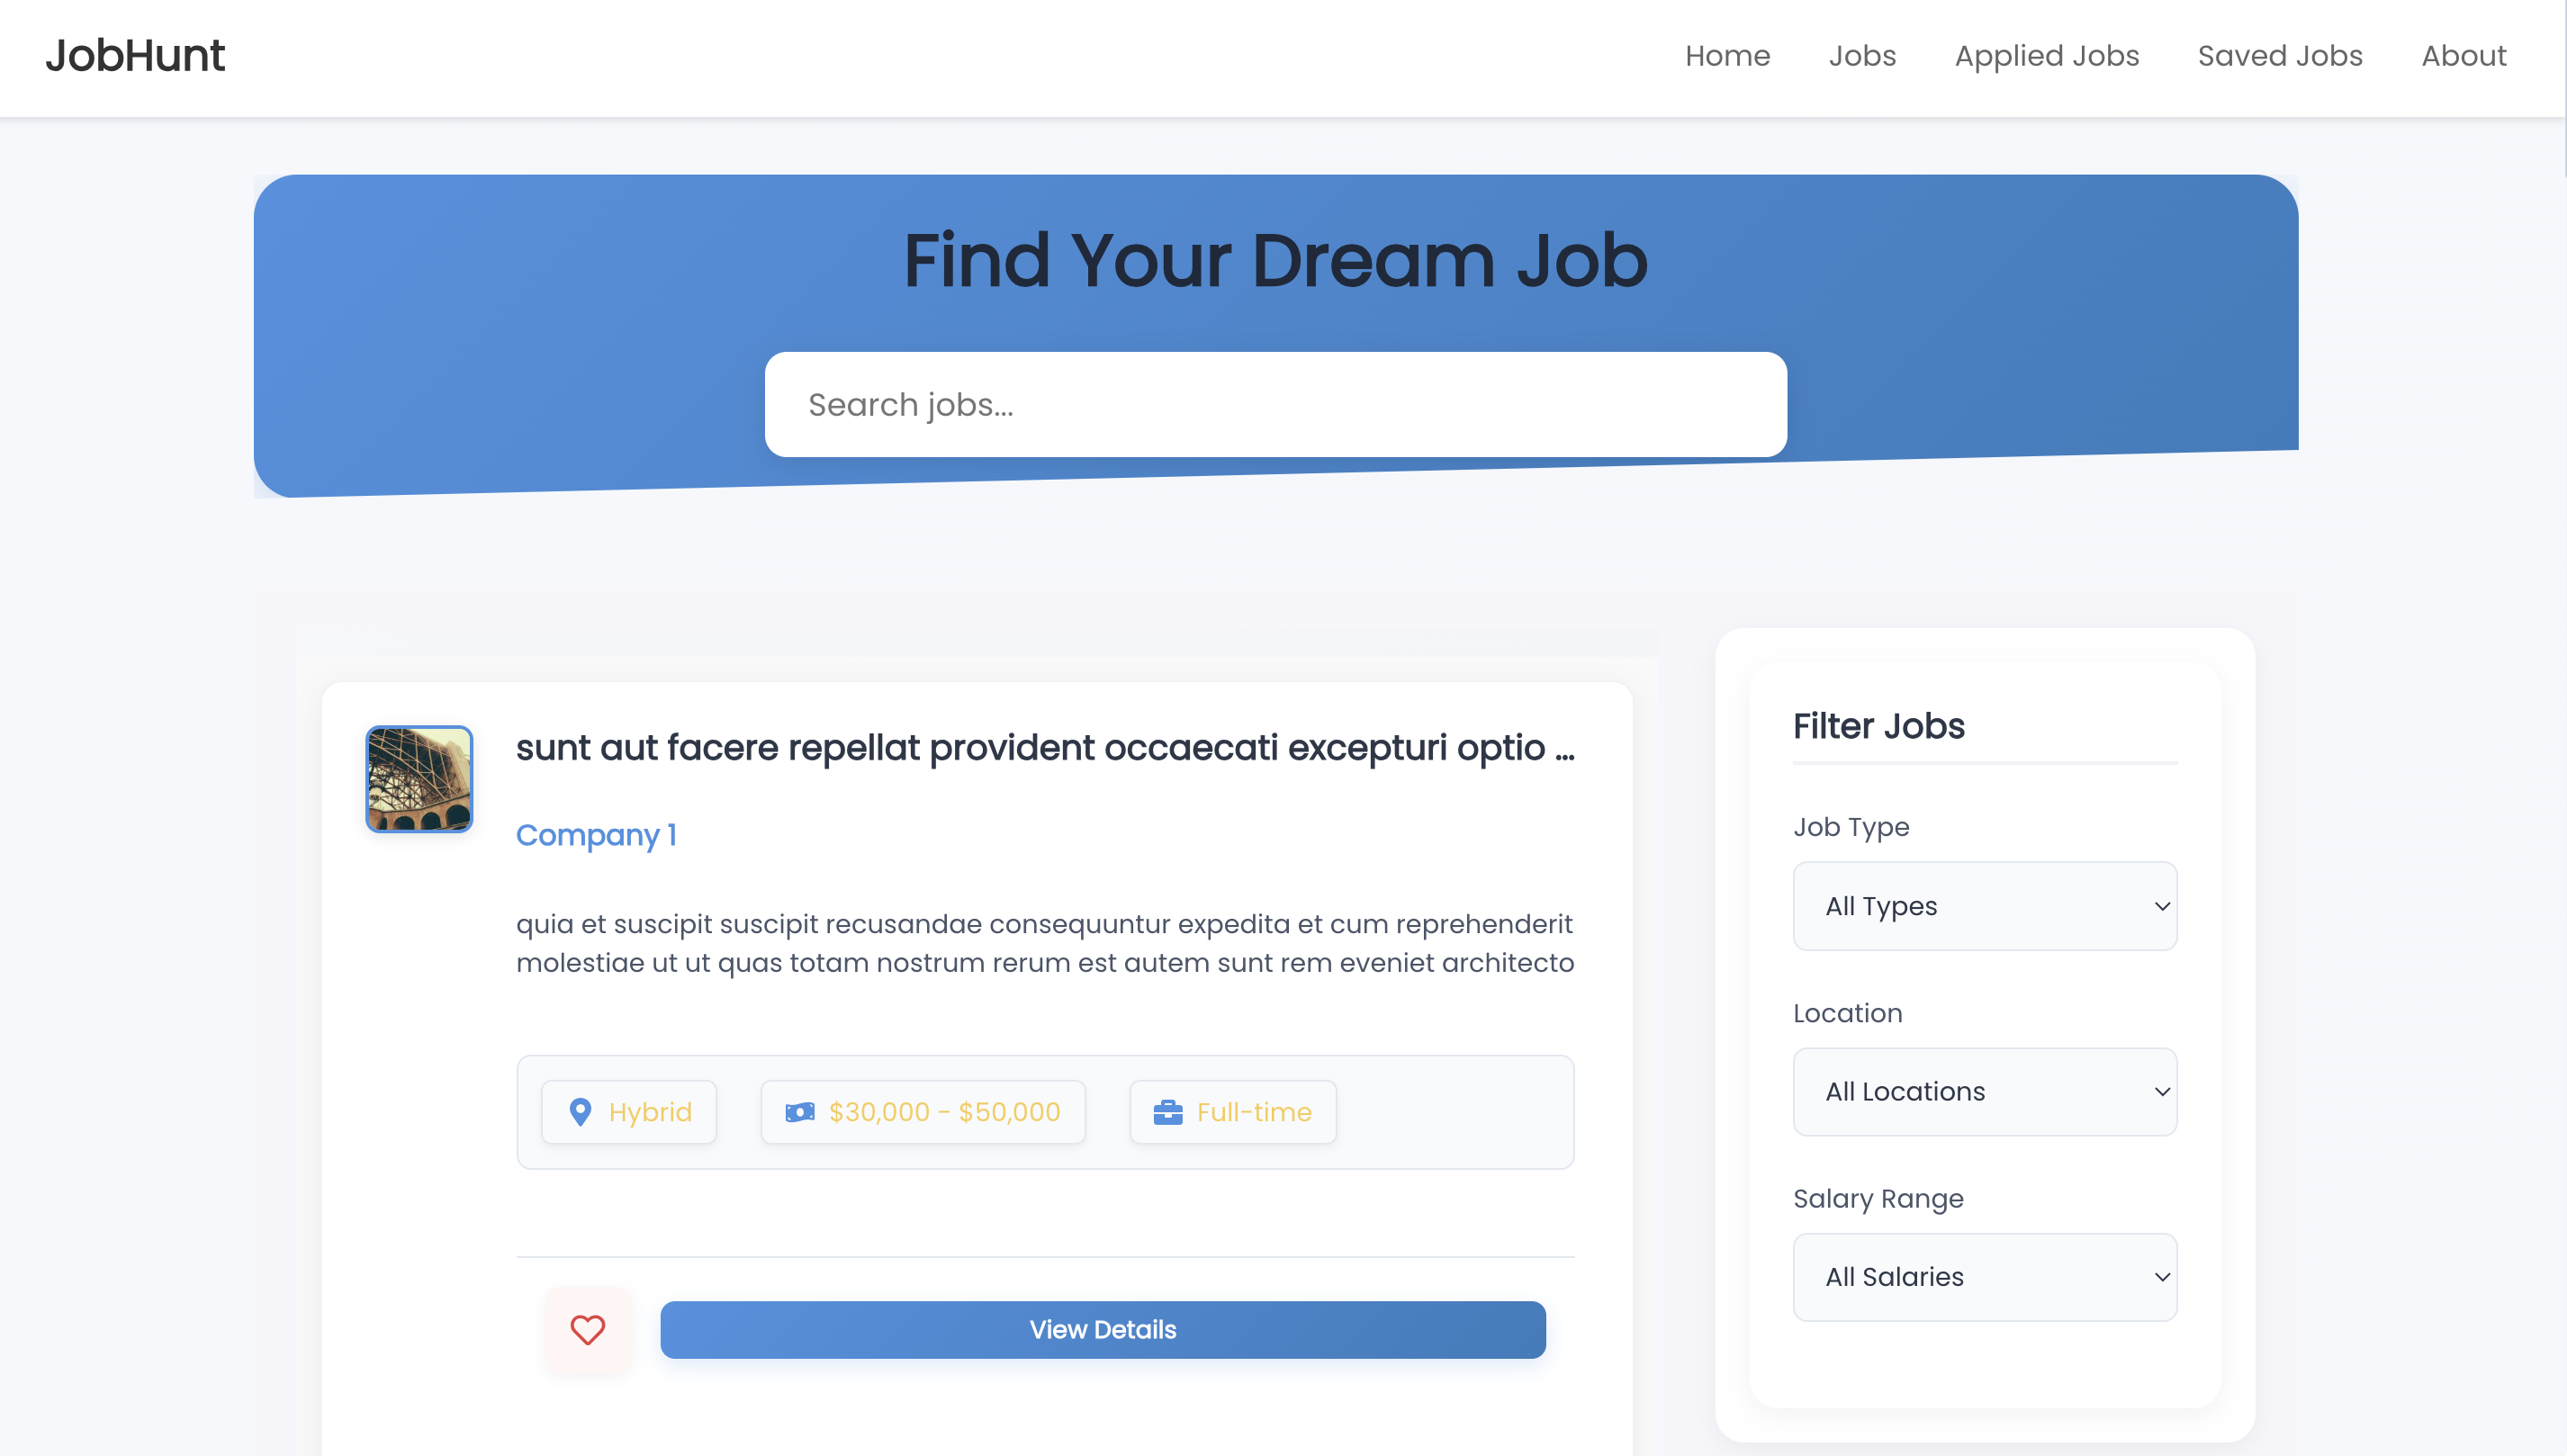 JobHunt
Home
Jobs
Applied Jobs
Saved Jobs
About
Find Your Dream Job
Search jobs...
sunt aut facere repellat provident occaecati excepturi optio ...
Company 1
quia et suscipit suscipit recusandae consequuntur expedita et cum reprehenderit
molestiae ut ut quas totam nostrum rerum est autem sunt rem eveniet architecto
Hybrid
$30,000 - $50,000
Full-time
View Details
Filter Jobs
Job Type
All Types
Location
All Locations
Salary Range
All Salaries